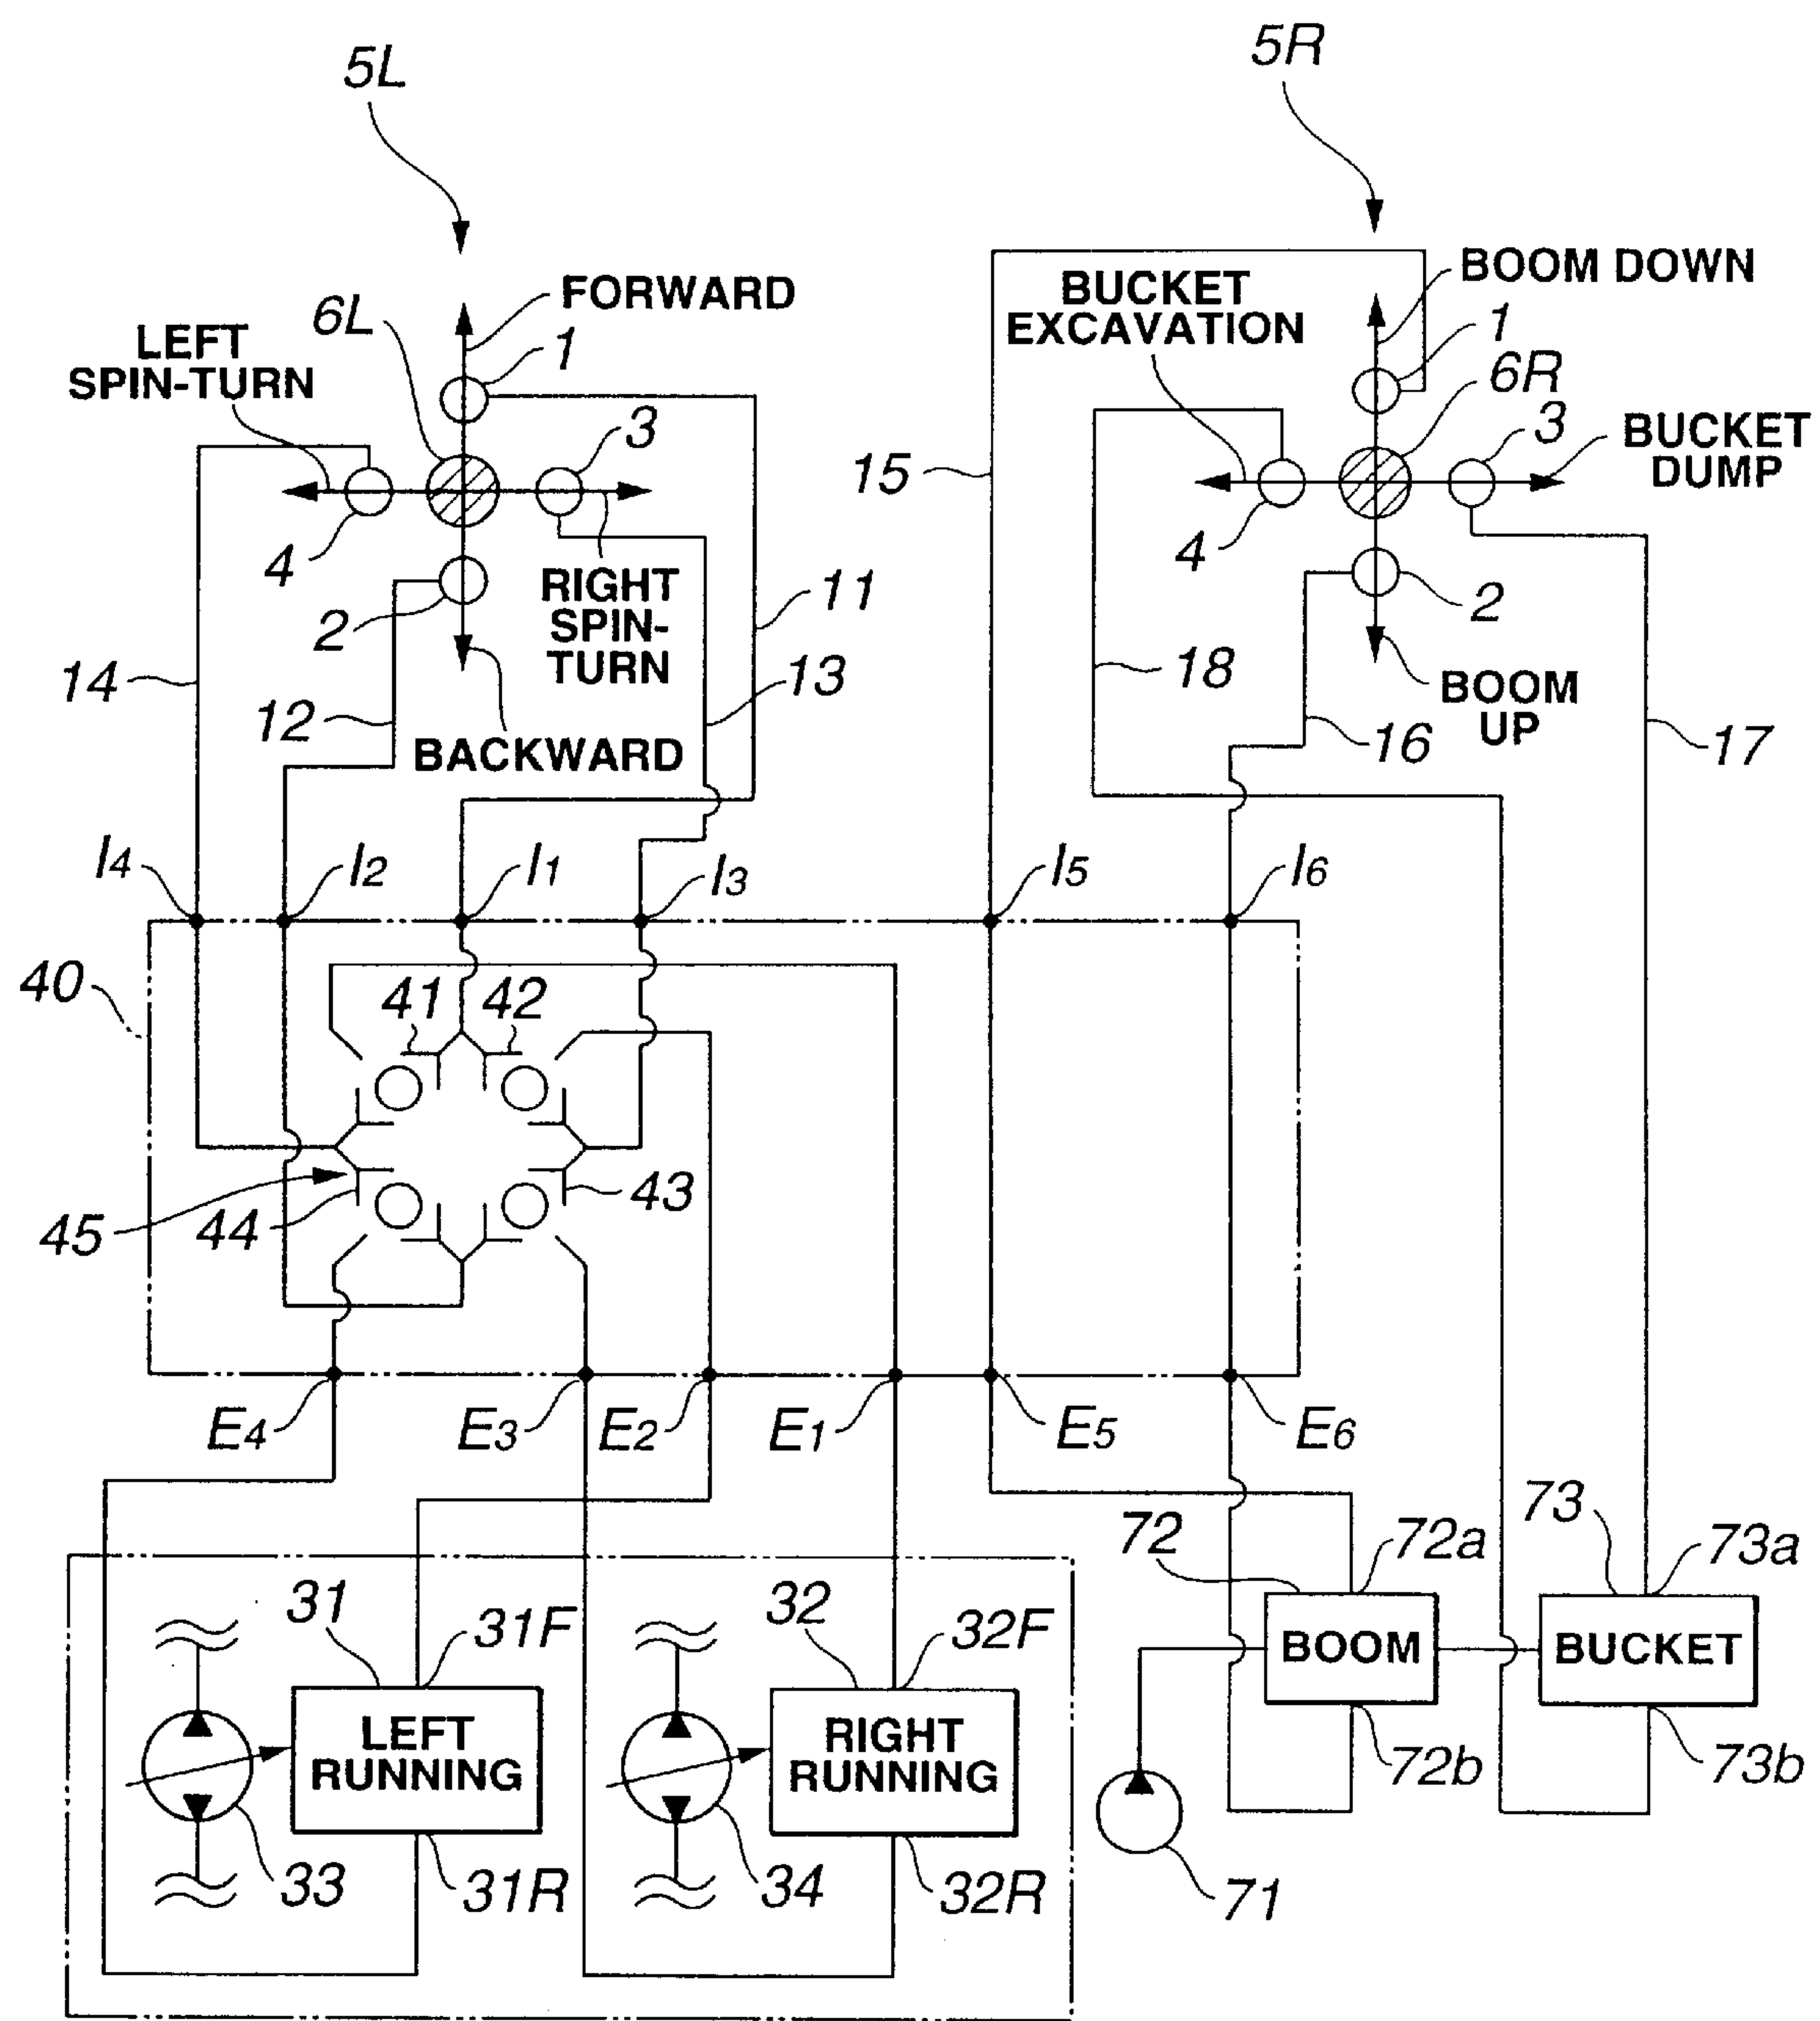 5L
5R
FORWARD
BOOM DOWN
6L
BUCKET
EXCAVATION
LEFT
SPIN-TURN
1
1
6R
3
3
BUCKET
DUMP
15
4
4
2
2
RIGHT
SPIN-
TURN
11
14
12
13
18
BOOM
UP
BACKWARD
16
17
I4
I2
I1
I3
I5
I6
40
41
42
45
44
43
E4
E3
E2
E1
E5
E6
72
72a
73
73a
31
31F
32
32F
BOOM
BUCKET
LEFT
RUNNING
RIGHT
RUNNING
72b
73b
33
31R
34
32R
71